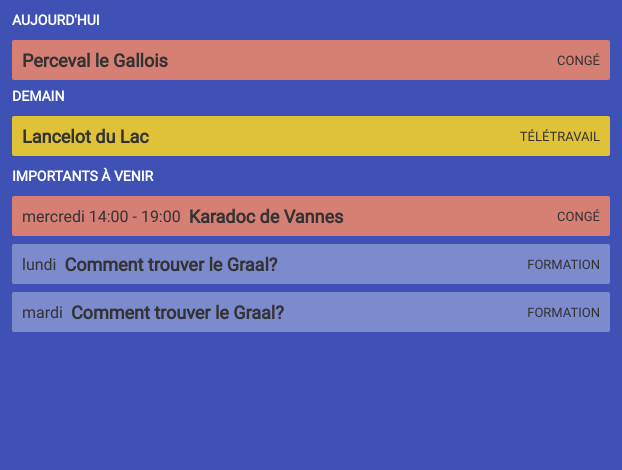 AUJOURD'HUI
Perceval le Gallois CONGÉ
DEMAIN
Lancelot du Lac TÉLÉTRAVAIL
IMPORTANTS À VENIR
mercredi 14:00 - 19:00 Karadoc de Vannes CONGÉ
lundi Comment trouver le Graal? FORMATION
mardi Comment trouver le Graal? FORMATION